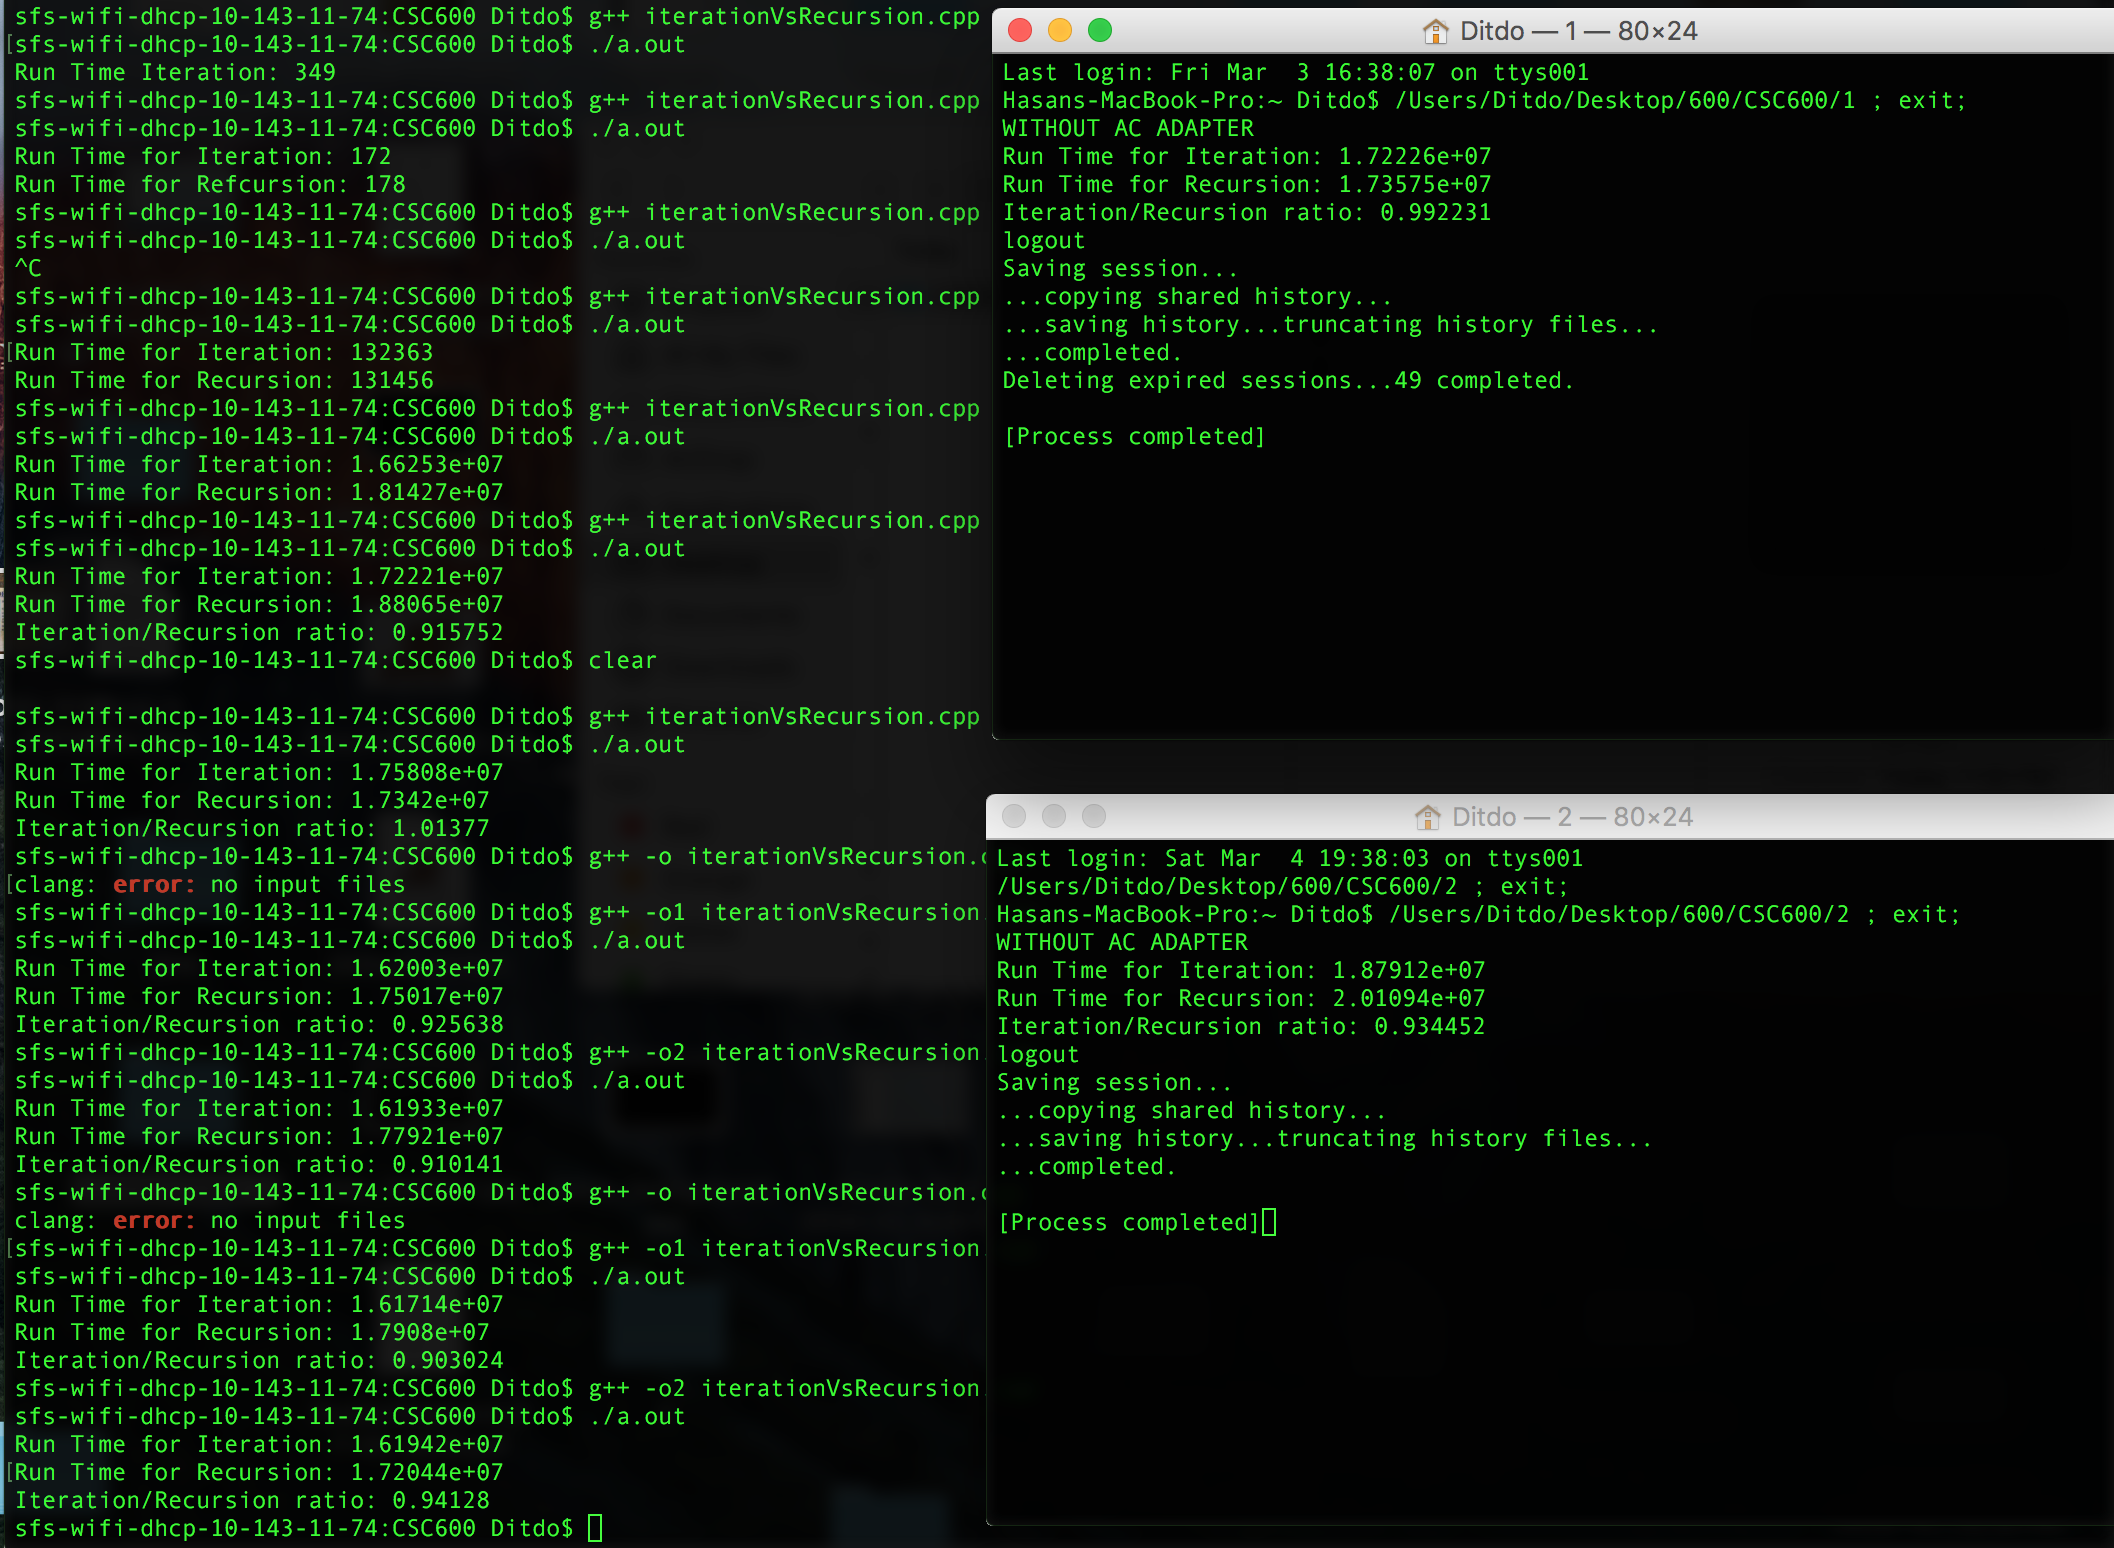 sfs-wifi-dhcp-10-143-11-74:CSC600 Ditdo$ g++ iterationVsRecursion.cpp
sfs-wifi-dhcp-10-143-11-74:CSC600 Ditdo$ ./a.out
Run Time Iteration: 349
sfs-wifi-dhcp-10-143-11-74:CSC600 Ditdo$ g++ iterationVsRecursion.cpp
sfs-wifi-dhcp-10-143-11-74:CSC600 Ditdo$ ./a.out
Run Time for Iteration: 172
Run Time for Refcursion: 178
sfs-wifi-dhcp-10-143-11-74:CSC600 Ditdo$ g++ iterationVsRecursion.cpp
sfs-wifi-dhcp-10-143-11-74:CSC600 Ditdo$ ./a.out
^C
sfs-wifi-dhcp-10-143-11-74:CSC600 Ditdo$ g++ iterationVsRecursion.cpp
sfs-wifi-dhcp-10-143-11-74:CSC600 Ditdo$ ./a.out
Run Time for Iteration: 132363
Run Time for Recursion: 131456
sfs-wifi-dhcp-10-143-11-74:CSC600 Ditdo$ g++ iterationVsRecursion.cpp
sfs-wifi-dhcp-10-143-11-74:CSC600 Ditdo$ ./a.out
Run Time for Iteration: 1.66253e+07
Run Time for Recursion: 1.81427e+07
sfs-wifi-dhcp-10-143-11-74:CSC600 Ditdo$ g++ iterationVsRecursion.cpp
sfs-wifi-dhcp-10-143-11-74:CSC600 Ditdo$ ./a.out
Run Time for Iteration: 1.72221e+07
Run Time for Recursion: 1.88065e+07
Iteration/Recursion ratio: 0.915752
sfs-wifi-dhcp-10-143-11-74:CSC600 Ditdo$ clear
sfs-wifi-dhcp-10-143-11-74:CSC600 Ditdo$ g++ iterationVsRecursion.cpp
sfs-wifi-dhcp-10-143-11-74:CSC600 Ditdo$ ./a.out
Run Time for Iteration: 1.75808e+07
Run Time for Recursion: 1.7342e+07
Iteration/Recursion ratio: 1.01377
sfs-wifi-dhcp-10-143-11-74:CSC600 Ditdo$ g++ -o iterationVsRecursion.c
clang: error: no input files
sfs-wifi-dhcp-10-143-11-74:CSC600 Ditdo$ g++ -o1 iterationVsRecursion.
sfs-wifi-dhcp-10-143-11-74:CSC600 Ditdo$ ./a.out
Run Time for Iteration: 1.62003e+07
Run Time for Recursion: 1.75017e+07
Iteration/Recursion ratio: 0.925638
sfs-wifi-dhcp-10-143-11-74:CSC600 Ditdo$ g++ -o2 iterationVsRecursion.
sfs-wifi-dhcp-10-143-11-74:CSC600 Ditdo$ ./a.out
Run Time for Iteration: 1.61933e+07
Run Time for Recursion: 1.77921e+07
Iteration/Recursion ratio: 0.910141
sfs-wifi-dhcp-10-143-11-74:CSC600 Ditdo$ g++ -o iterationVsRecursion.c
clang: error: no input files
sfs-wifi-dhcp-10-143-11-74:CSC600 Ditdo$ g++ -o1 iterationVsRecursion.
sfs-wifi-dhcp-10-143-11-74:CSC600 Ditdo$ ./a.out
Run Time for Iteration: 1.61714e+07
Run Time for Recursion: 1.7908e+07
Iteration/Recursion ratio: 0.903024
sfs-wifi-dhcp-10-143-11-74:CSC600 Ditdo$ g++ -o2 iterationVsRecursion.
sfs-wifi-dhcp-10-143-11-74:CSC600 Ditdo$ ./a.out
Run Time for Iteration: 1.61942e+07
Run Time for Recursion: 1.72044e+07
Iteration/Recursion ratio: 0.94128
sfs-wifi-dhcp-10-143-11-74:CSC600 Ditdo$
Ditdo — 1 — 80×24
Last login: Fri Mar  3 16:38:07 on ttys001
Hasans-MacBook-Pro:~ Ditdo$ /Users/Ditdo/Desktop/600/CSC600/1 ; exit;
WITHOUT AC ADAPTER
Run Time for Iteration: 1.72226e+07
Run Time for Recursion: 1.73575e+07
Iteration/Recursion ratio: 0.992231
logout
Saving session...
...copying shared history...
...saving history...truncating history files...
...completed.
Deleting expired sessions...49 completed.
[Process completed]
Ditdo — 2 — 80×24
Last login: Sat Mar  4 19:38:03 on ttys001
/Users/Ditdo/Desktop/600/CSC600/2 ; exit;
Hasans-MacBook-Pro:~ Ditdo$ /Users/Ditdo/Desktop/600/CSC600/2 ; exit;
WITHOUT AC ADAPTER
Run Time for Iteration: 1.87912e+07
Run Time for Recursion: 2.01094e+07
Iteration/Recursion ratio: 0.934452
logout
Saving session...
...copying shared history...
...saving history...truncating history files...
...completed.
[Process completed]